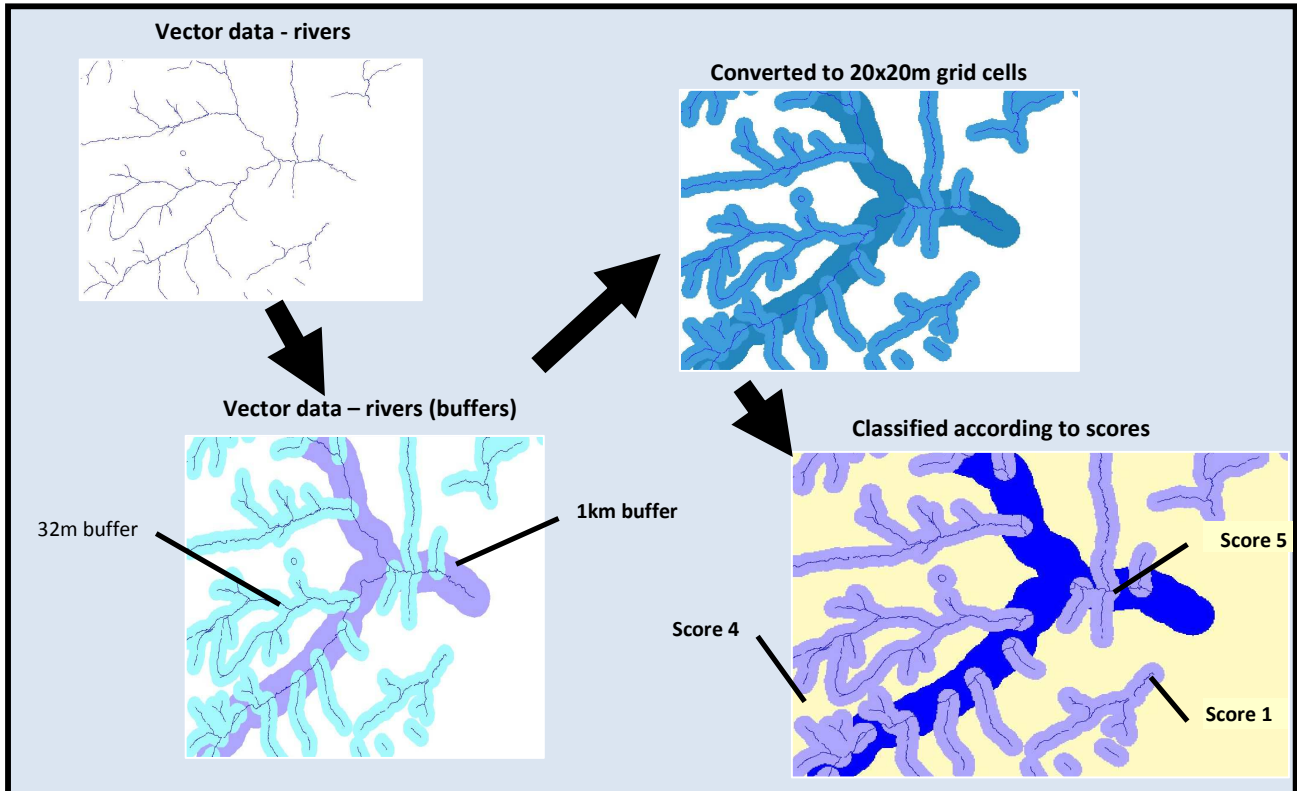 Vector data - rivers
Converted to 20x20m grid cells
Vector data – rivers (buffers)
Classified according to scores
32m buffer
1km buffer
Score 5
Score 4
Score 1